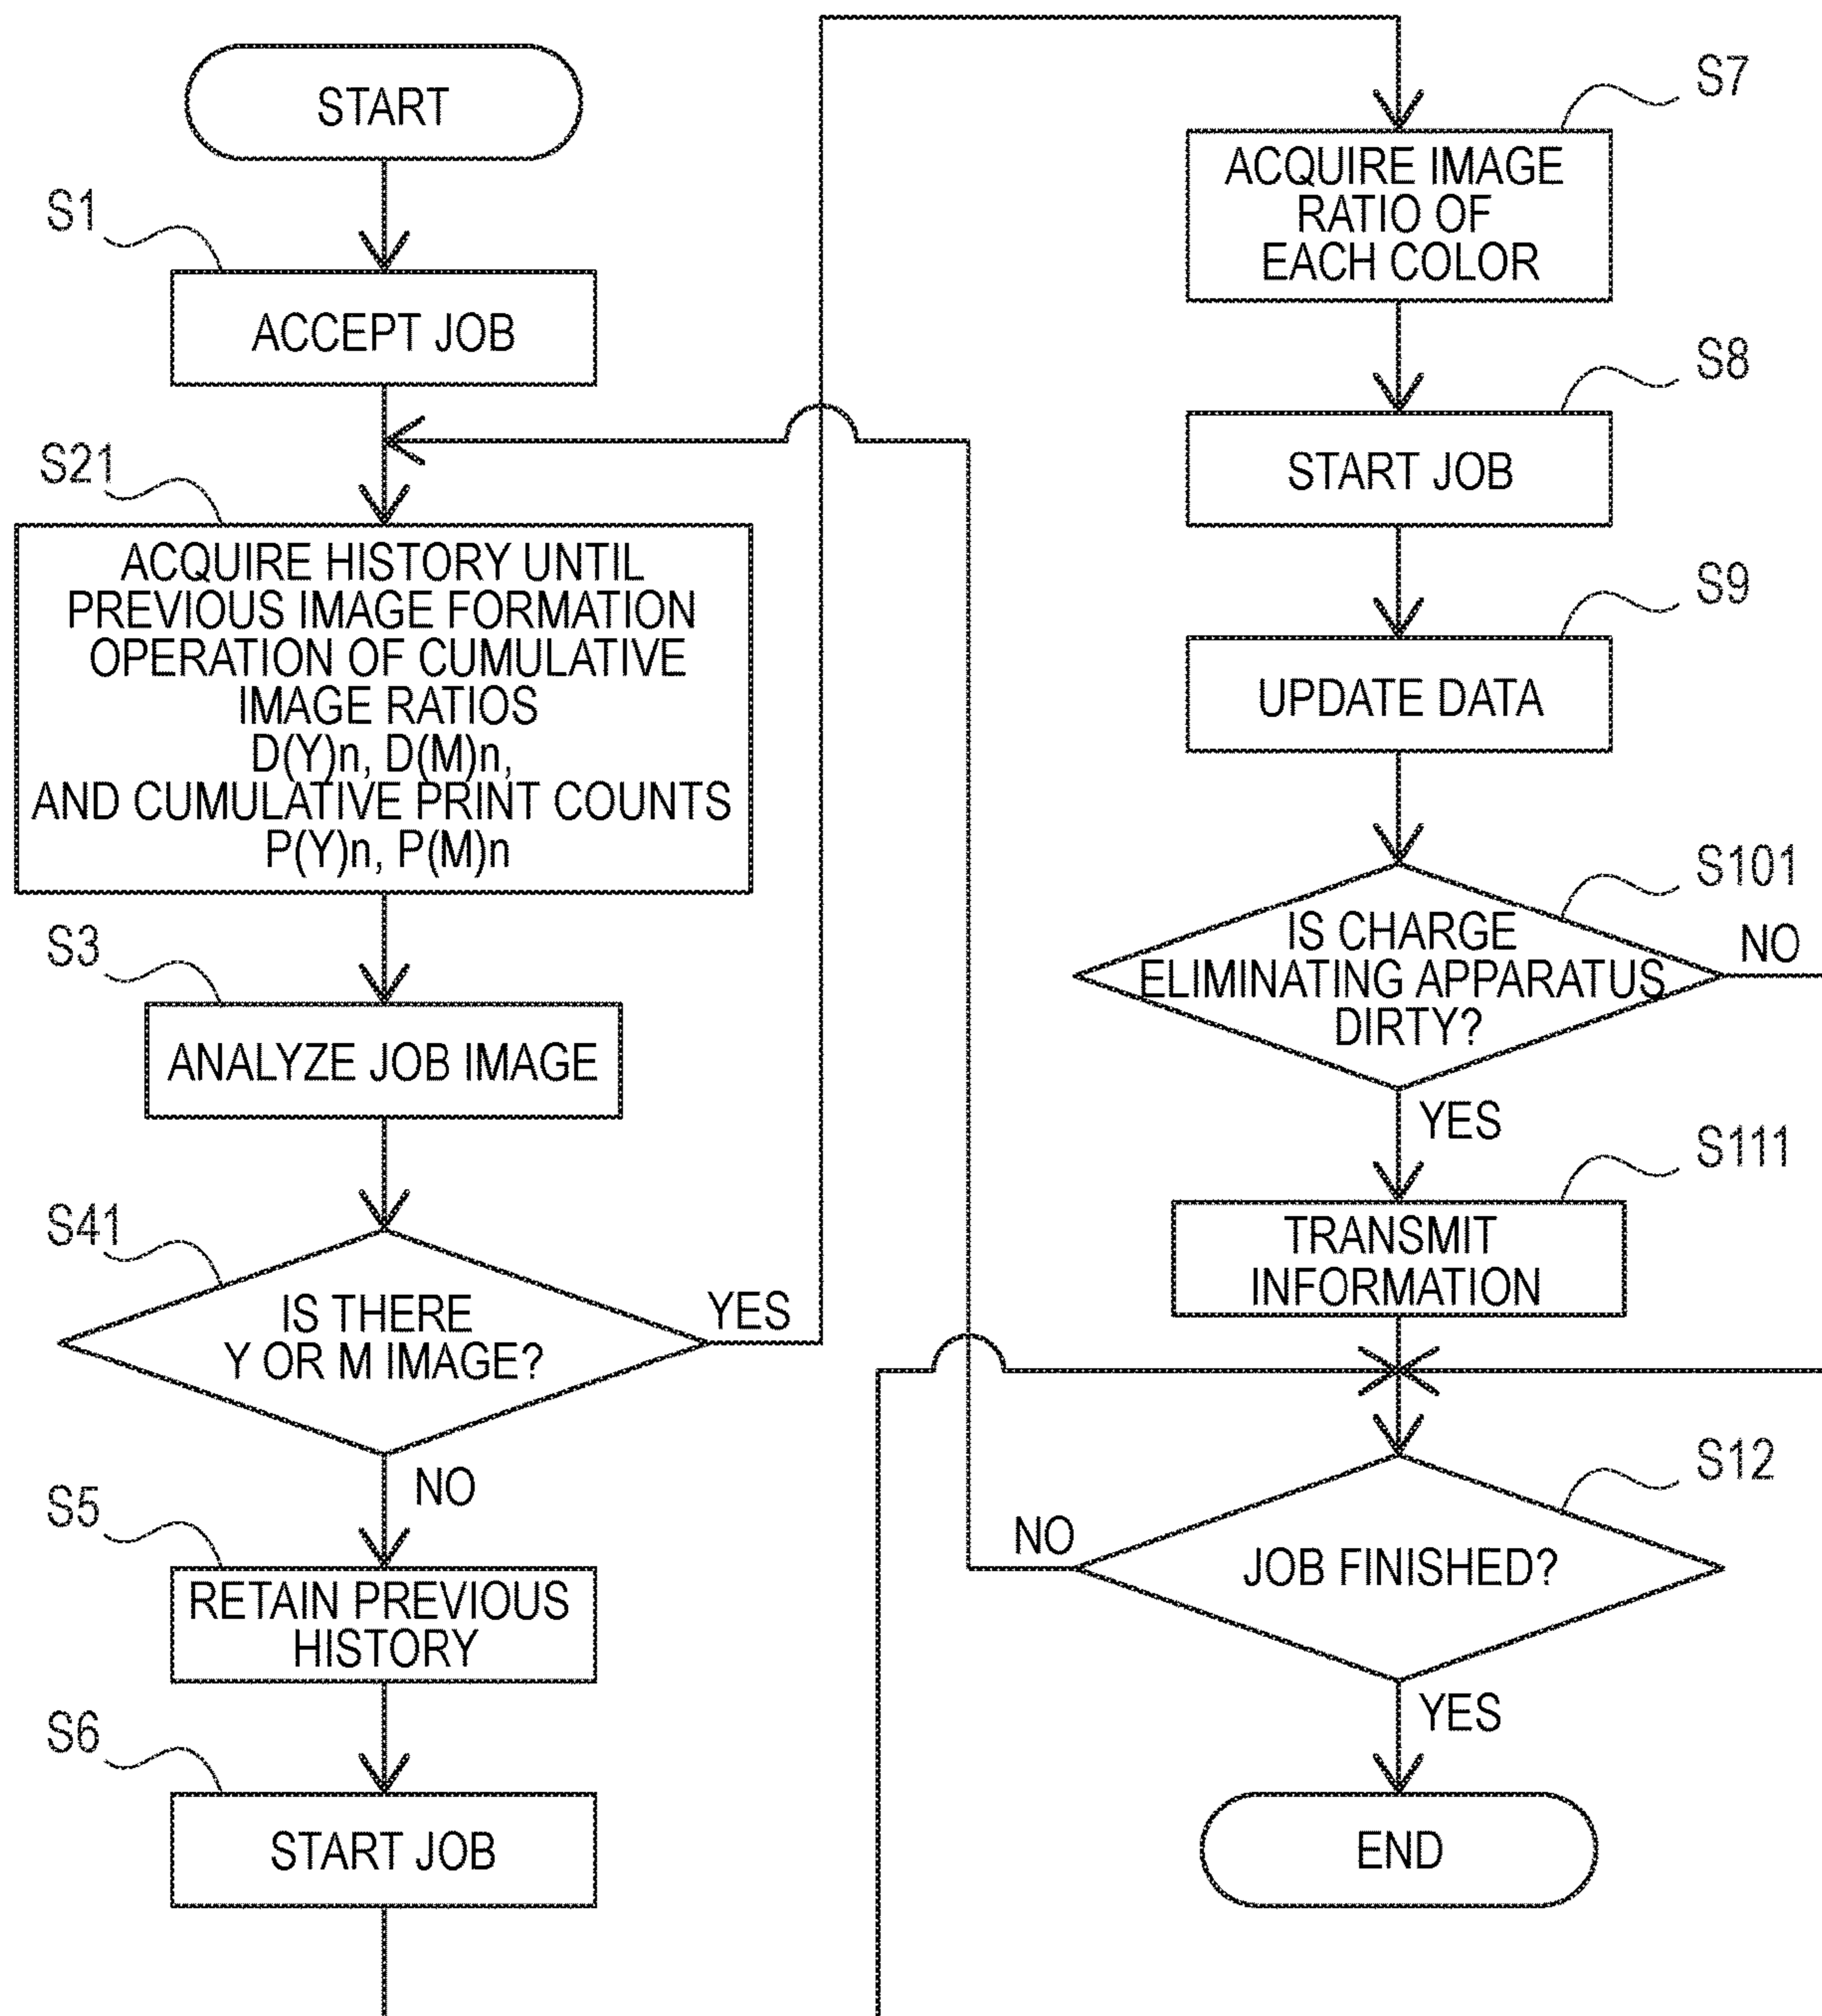 START
S1
ACCEPT JOB
S21
ACQUIRE HISTORY UNTIL
PREVIOUS IMAGE FORMATION
OPERATION OF CUMULATIVE
IMAGE RATIOS
D(Y)n, D(M)n,
AND CUMULATIVE PRINT COUNTS
P(Y)n, P(M)n
S3
ANALYZE JOB IMAGE
S41
IS THERE
Y OR M IMAGE?
YES
NO
S5
RETAIN PREVIOUS
HISTORY
S6
START JOB
S7
ACQUIRE IMAGE
RATIO OF
EACH COLOR
S8
START JOB
S9
UPDATE DATA
S101
IS CHARGE
ELIMINATING APPARATUS
DIRTY?
NO
YES
S111
TRANSMIT
INFORMATION
S12
JOB FINISHED?
NO
YES
END